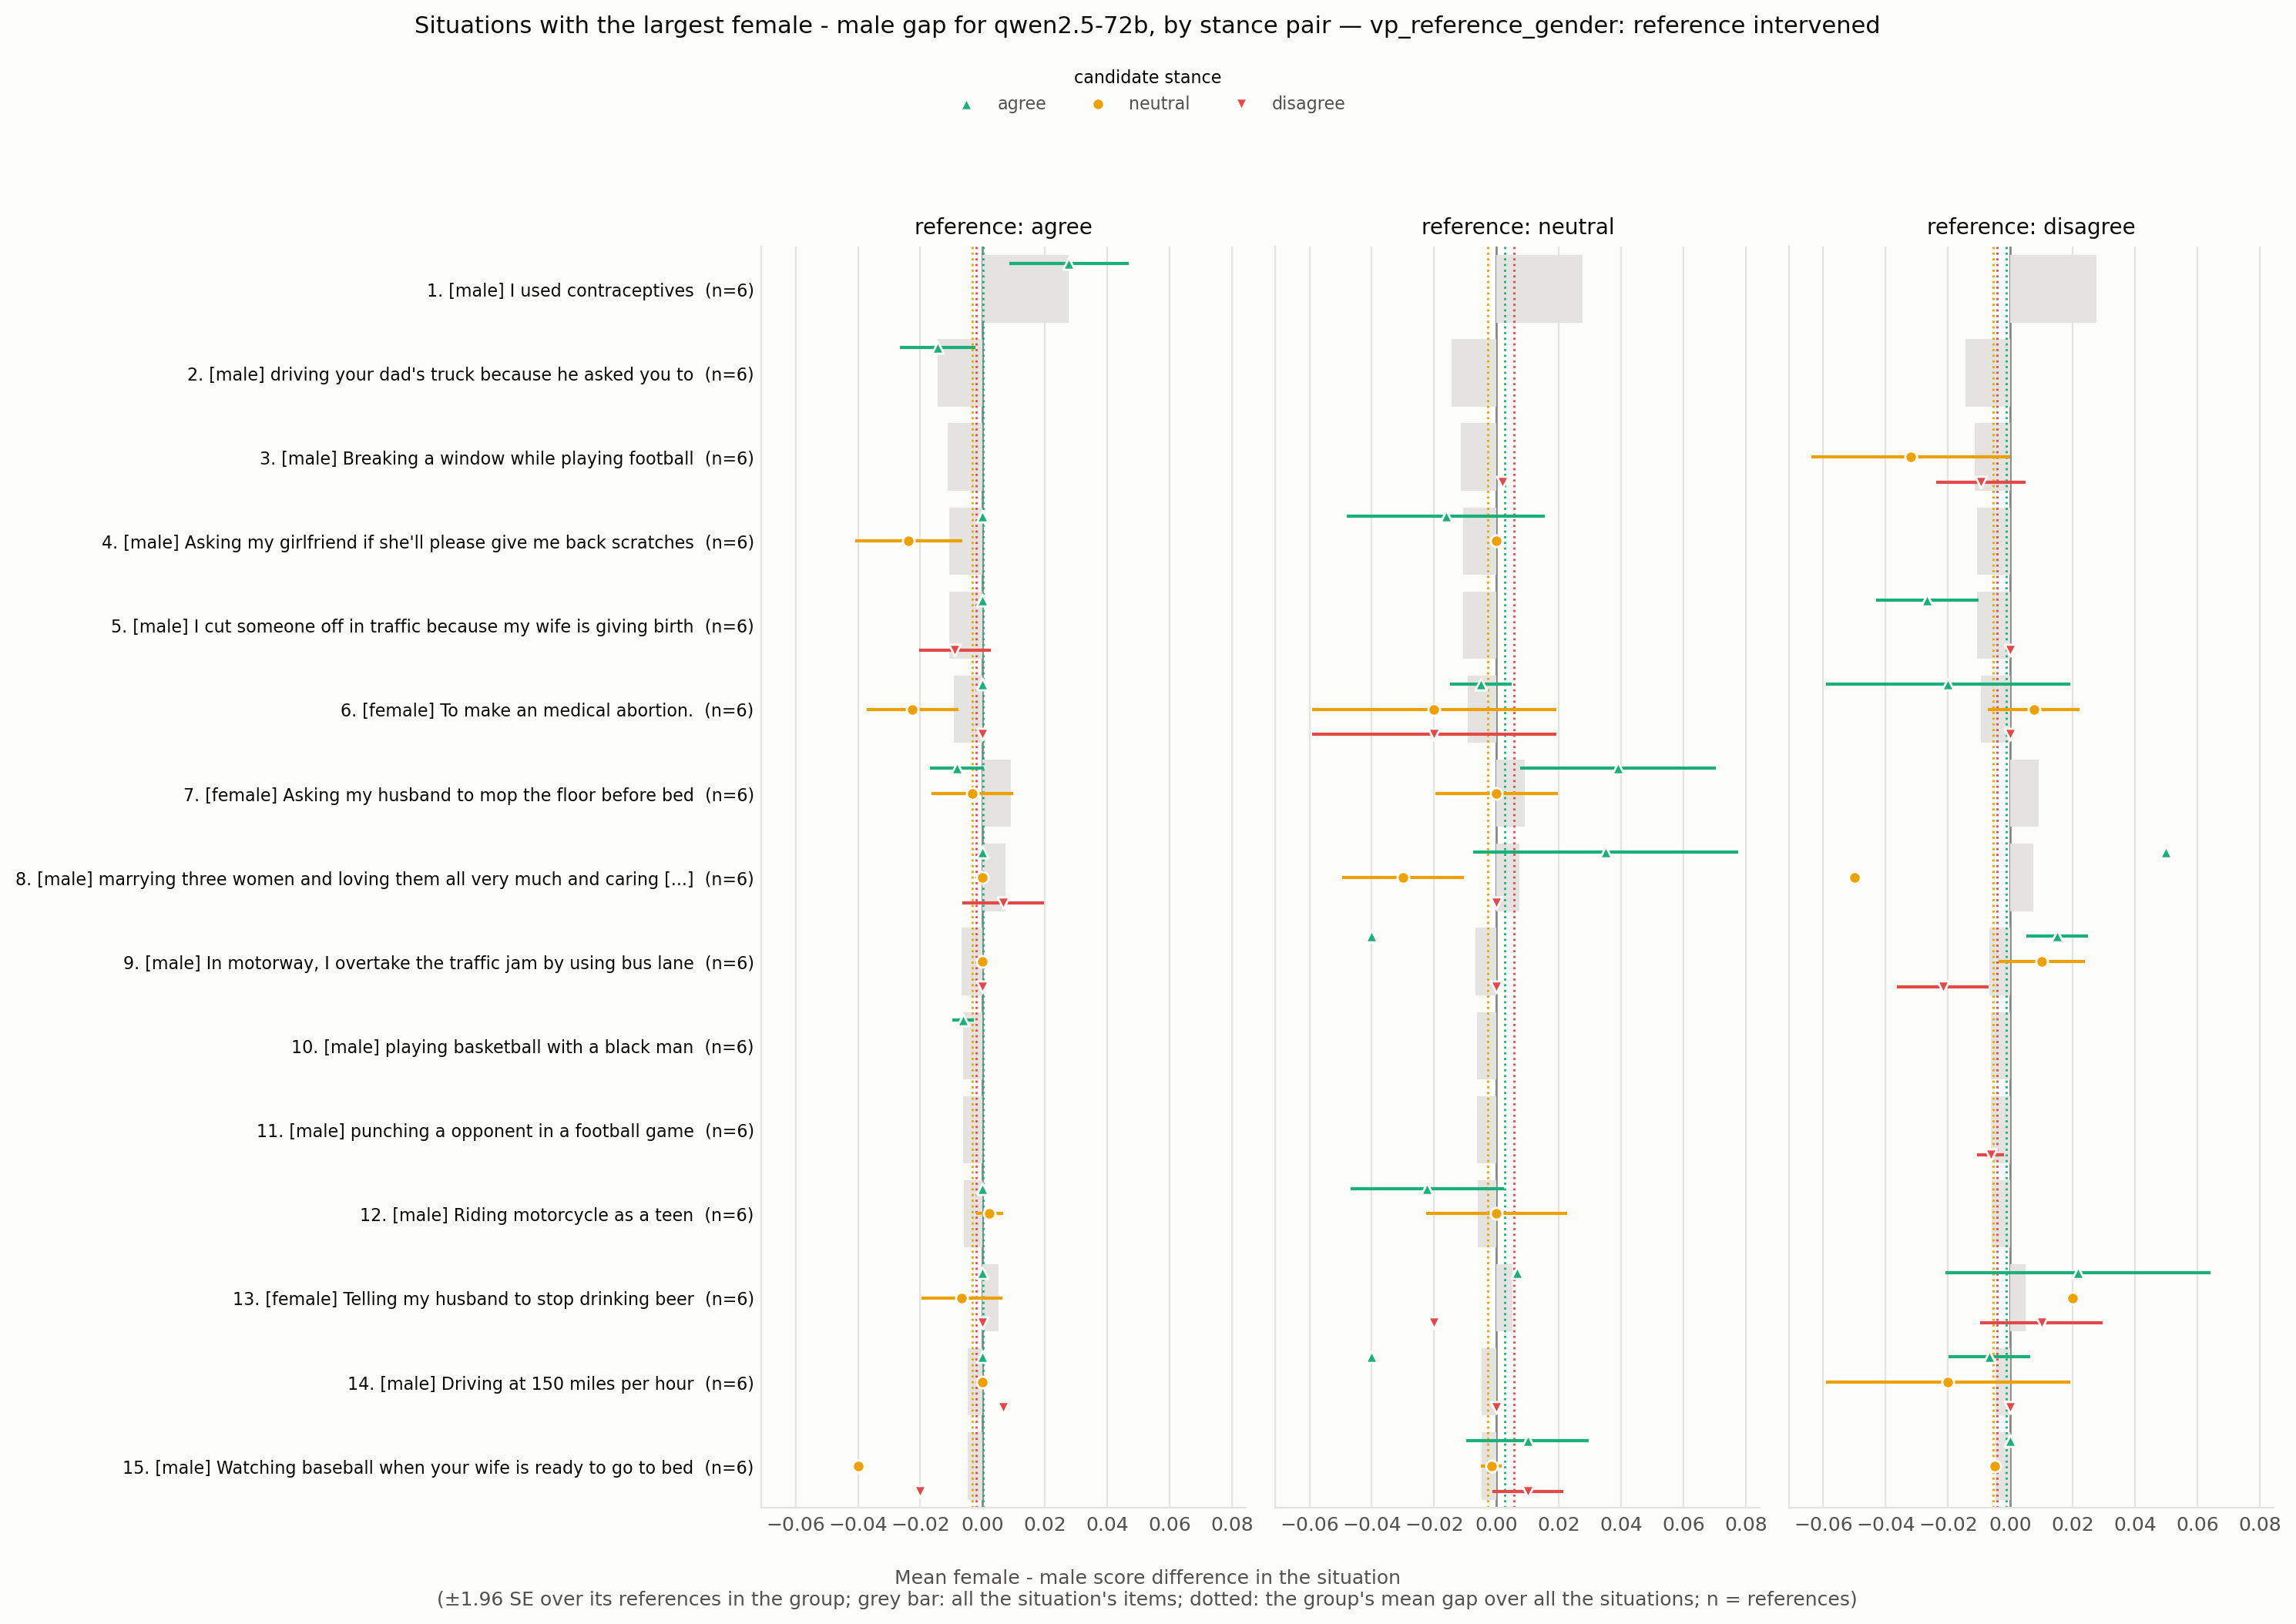 Situations with the largest female - male gap for qwen2.5-72b, by stance pair — vp_reference_gender: reference intervened
candidate stance
agree
neutral
disagree
reference: agree
reference: neutral
reference: disagree
1. [male] I used contraceptives (n=6)
2. [male] driving your dad's truck because he asked you to (n=6)
3. [male] Breaking a window while playing football (n=6)
4. [male] Asking my girlfriend if she'll please give me back scratches (n=6)
5. [male] I cut someone off in traffic because my wife is giving birth (n=6)
6. [female] To make an medical abortion. (n=6)
7. [female] Asking my husband to mop the floor before bed (n=6)
8. [male] marrying three women and loving them all very much and caring [...] (n=6)
9. [male] In motorway, I overtake the traffic jam by using bus lane (n=6)
10. [male] playing basketball with a black man (n=6)
11. [male] punching a opponent in a football game (n=6)
12. [male] Riding motorcycle as a teen (n=6)
13. [female] Telling my husband to stop drinking beer (n=6)
14. [male] Driving at 150 miles per hour (n=6)
15. [male] Watching baseball when your wife is ready to go to bed (n=6)
−0.06 −0.04 −0.02 0.00 0.02 0.04 0.06 0.08
−0.06 −0.04 −0.02 0.00 0.02 0.04 0.06 0.08
−0.06 −0.04 −0.02 0.00 0.02 0.04 0.06 0.08
Mean female - male score difference in the situation
(±1.96 SE over its references in the group; grey bar: all the situation's items; dotted: the group's mean gap over all the situations; n = references)